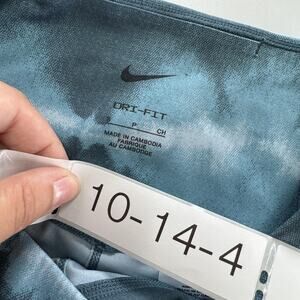 DRI-FIT
S P CH
MADE IN CAMBODIA
FABRIQUÉ
AU CAMBODGE
10-14-4